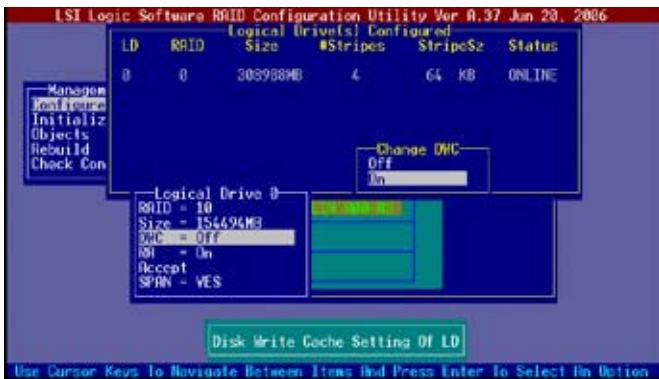 LSI Logic Software RAID Configuration Utility Ver A.37 Jun 20, 2006
Logical Drive(s) Configured
LD RAID Size #Stripes StripeSz Status
0 0 308988MB 4 64 KB ONLINE
Managem
Configure
Initializ
Objects
Rebuild
Check Con
Change DWC
Off
On
Logical Drive 0
RAID = 10
Size = 154494MB
DWC = Off
RA = On
Accept
SPAN = YES
Disk Write Cache Setting Of LD
Use Cursor Keys To Navigate Between Items And Press Enter To Select An Option